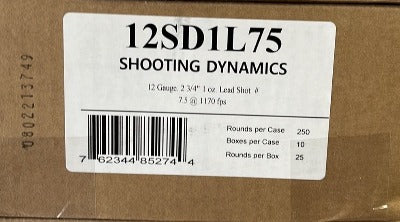 12SD1L75
SHOOTING DYNAMICS
12 Gauge, 2 3/4" 1 oz. Lead Shot #
7.5 @ 1170 fps
0802213749
Rounds per Case 250
Boxes per Case 10
Rounds per Box 25
7 62344 85274 4